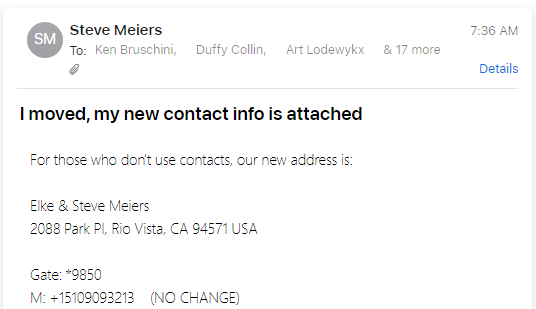 SM
Steve Meiers
7:36 AM
To: Ken Bruschini, Duffy Collin, Art Lodewykx & 17 more
Details
I moved, my new contact info is attached
For those who don't use contacts, our new address is:
Elke & Steve Meiers
2088 Park Pl, Rio Vista, CA 94571 USA
Gate: *9850
M: +15109093213 (NO CHANGE)